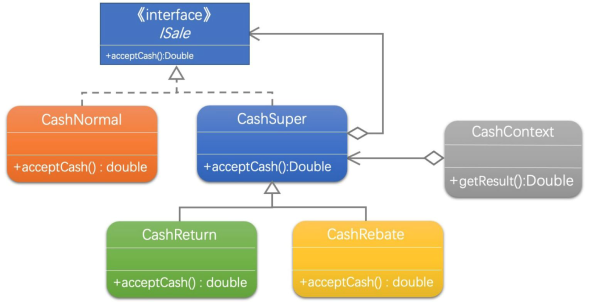 《interface》
ISale
+acceptCash():Double
CashNormal
+acceptCash() : double
CashSuper
+acceptCash():Double
CashContext
+getResult():Double
CashReturn
+acceptCash() : double
CashRebate
+acceptCash() : double